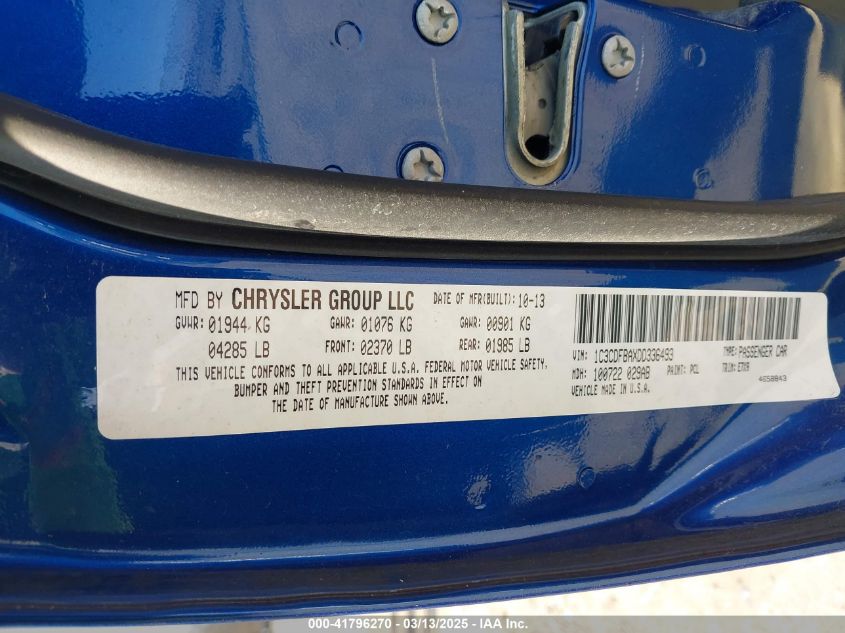 MFD BY CHRYSLER GROUP LLC DATE OF MFR(BUILT): 10-13
GVWR: 01944 KG GAWR: 01076 KG GAWR: 00901 KG
04285 LB FRONT: 02370 LB REAR: 01985 LB
THIS VEHICLE CONFORMS TO ALL APPLICABLE U.S.A. FEDERAL MOTOR VEHICLE SAFETY,
BUMPER AND THEFT PREVENTION STANDARDS IN EFFECT ON
THE DATE OF MANUFACTURE SHOWN ABOVE.
VIN: 1C3CDFBAXDD336493 TYPE: PASSENGER CAR
MDH: 100722 029AB PAINT: PCL TRIM:
VEHICLE MADE IN U.S.A. 4658843
000-41796270 - 03/13/2025 - IAA Inc.